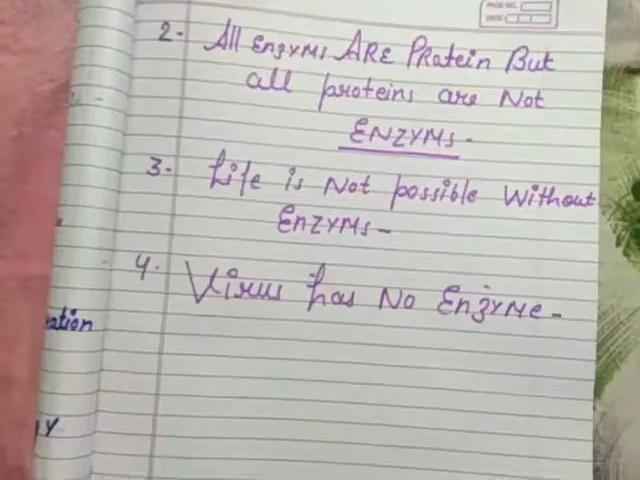 2. All Enzyms ARE Protein But
all proteins are Not
ENZYMS.
3. Life is Not possible Without
ENZYMS-
4. Virus has No Enzyme.
ation
y